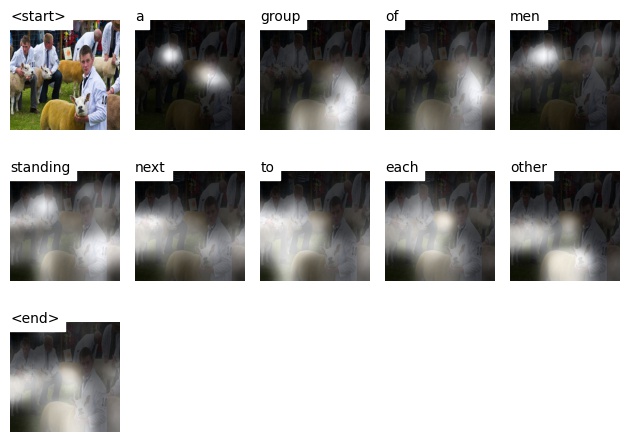 <start> a group of men
standing next to each other
<end>